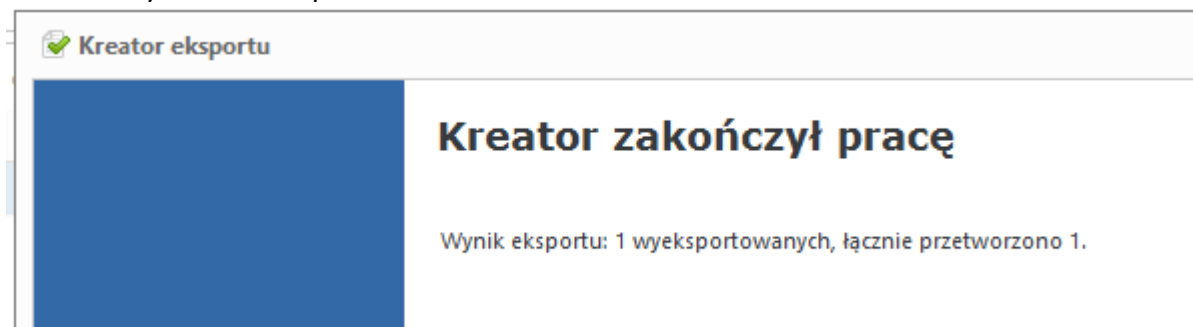 Kreator eksportu
Kreator zakończył pracę
Wynik eksportu: 1 wyeksportowanych, łącznie przetworzono 1.